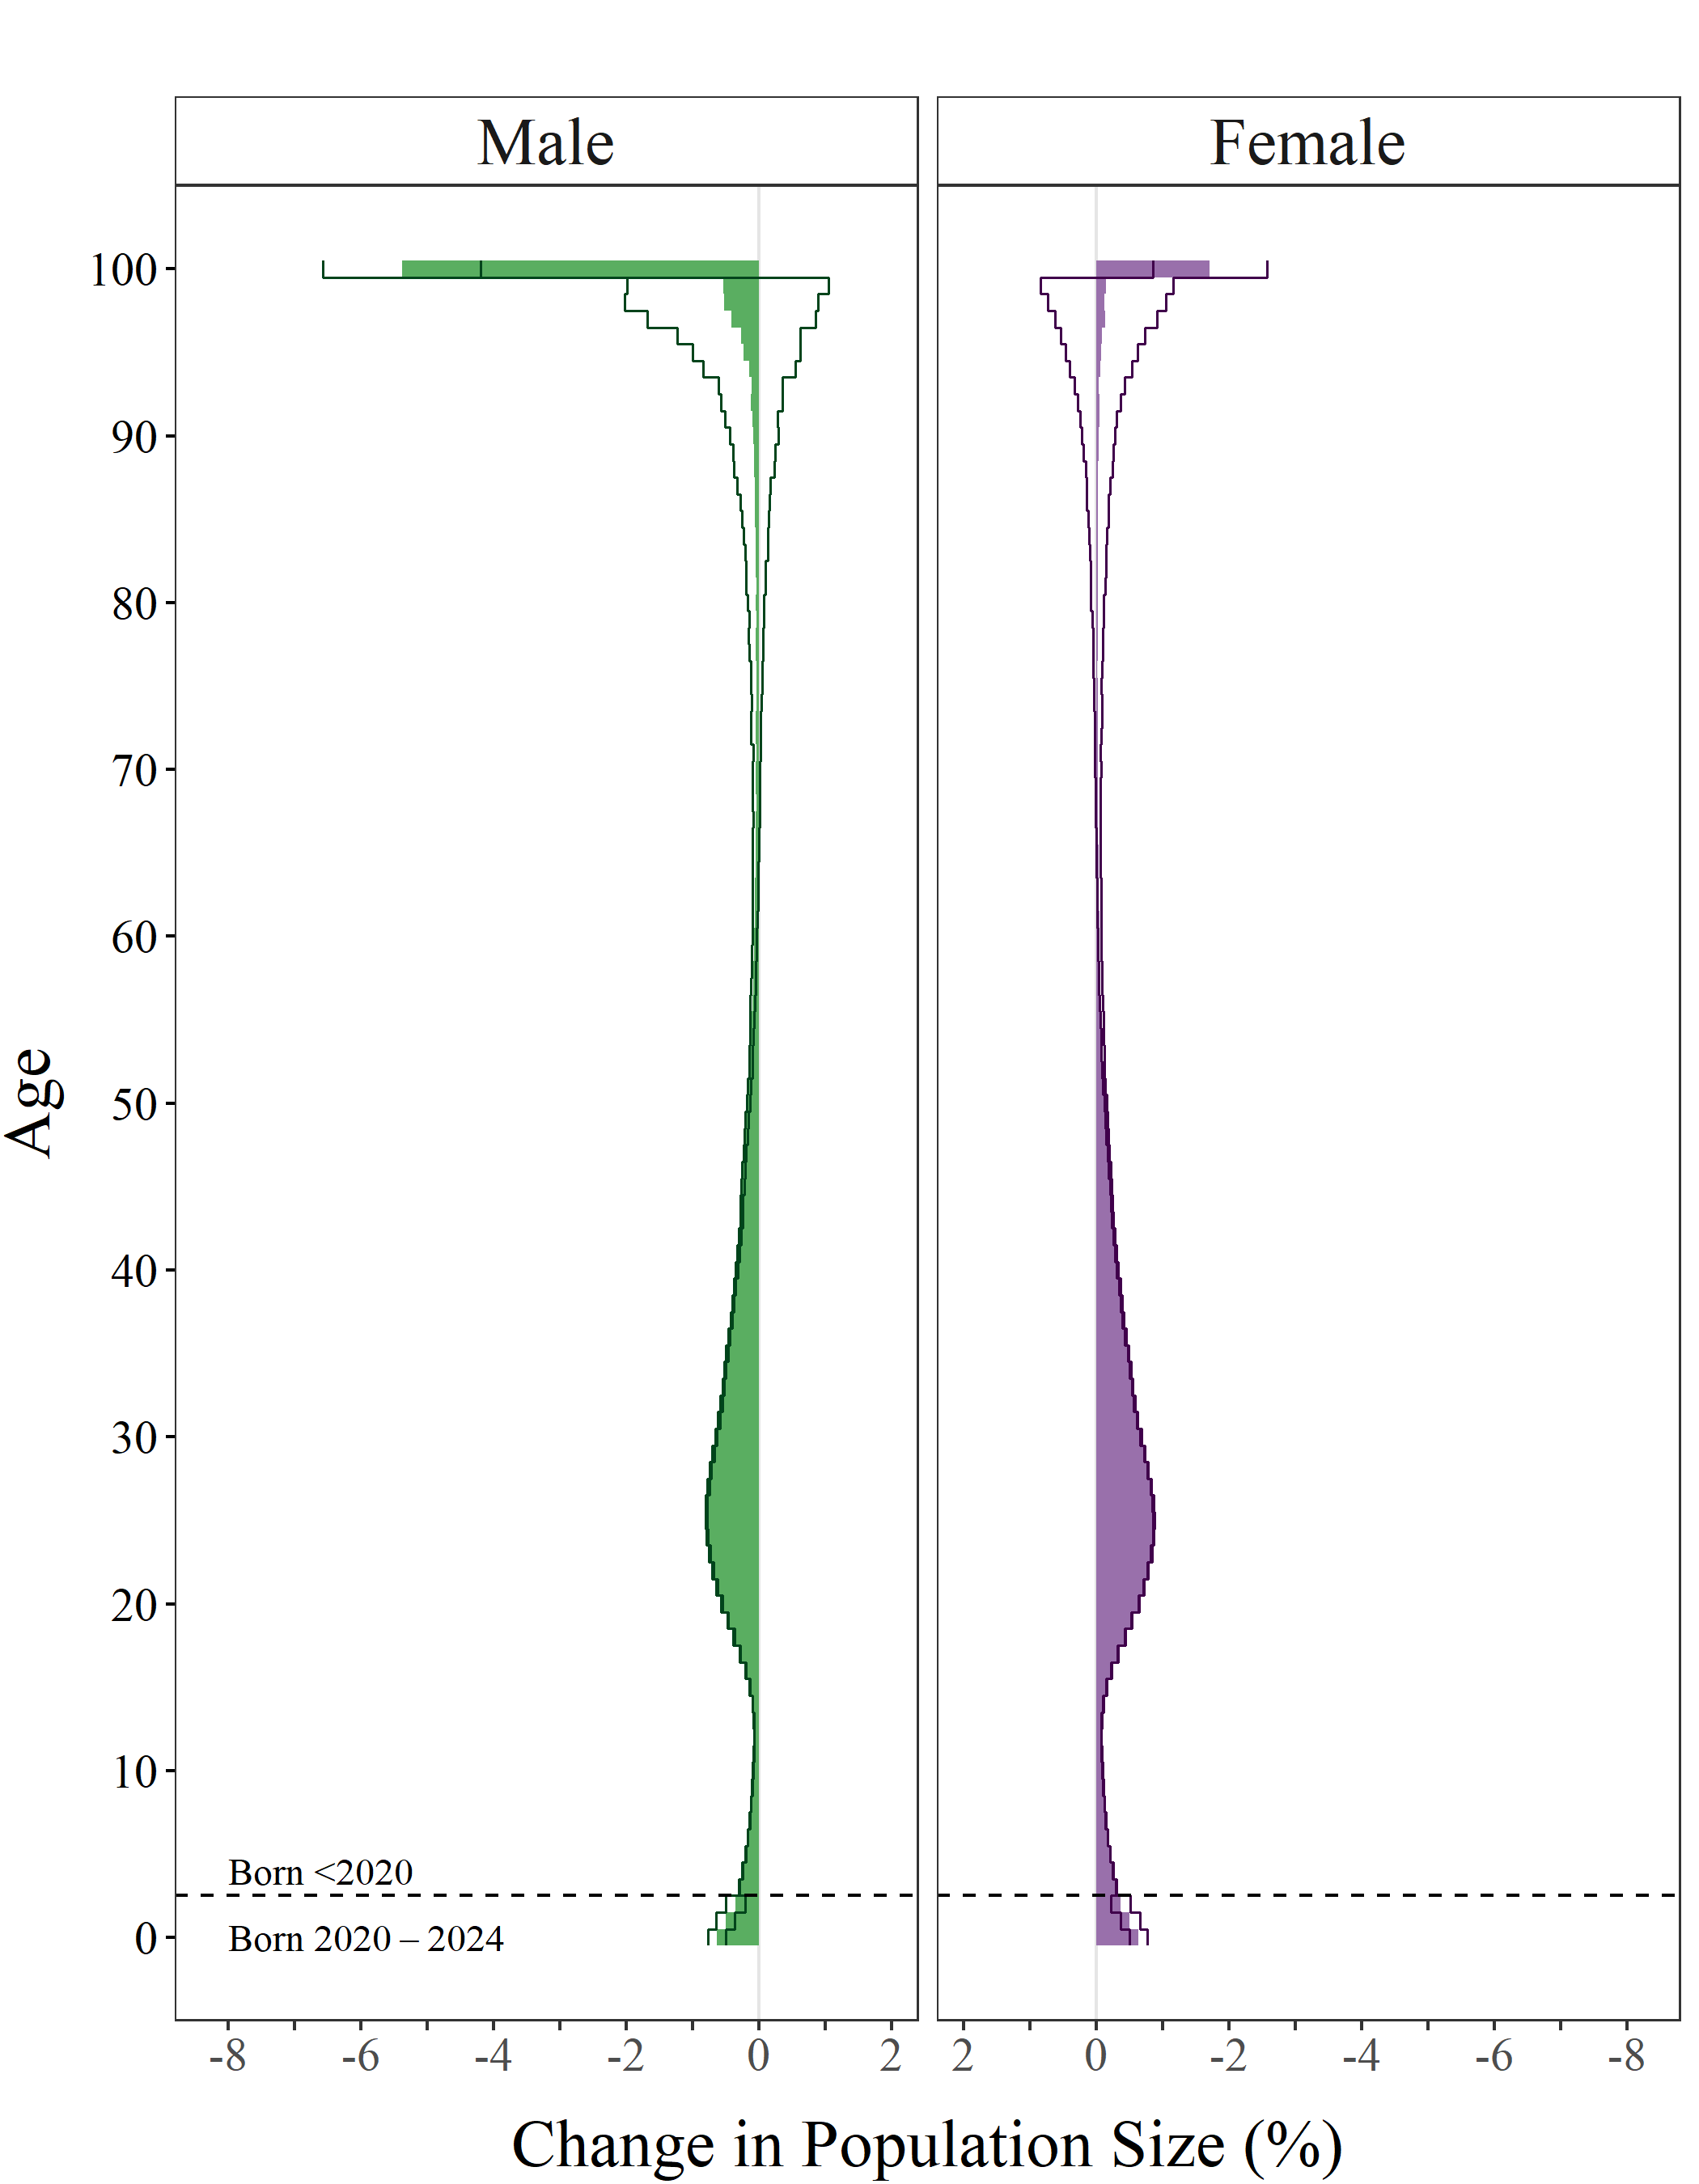 Male
Female
100
90
80
70
60
50
40
30
20
10
0
Age
Born <2020
Born 2020 – 2024
-8 -6 -4 -2 0 2
2 0 -2 -4 -6 -8
Change in Population Size (%)